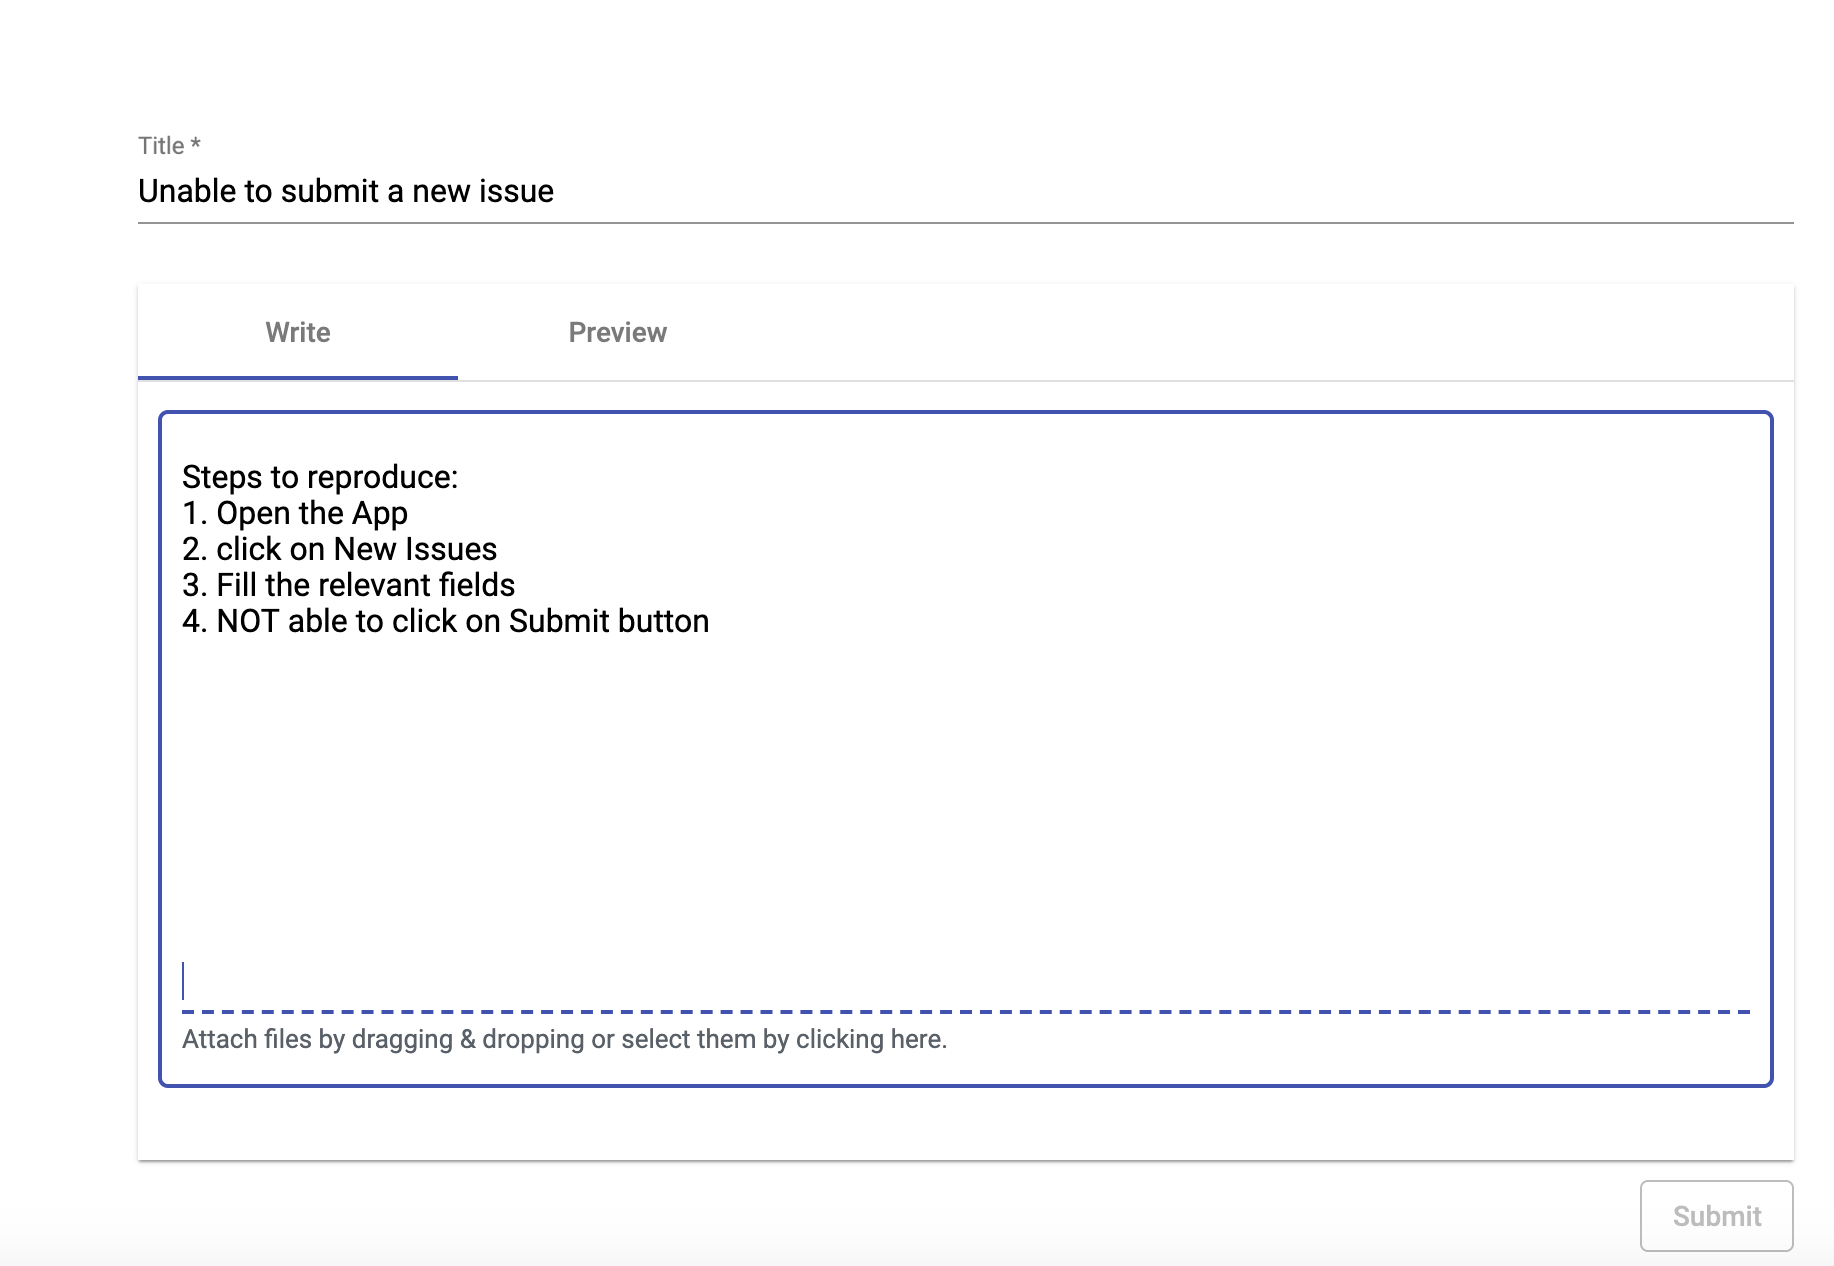 Title *
Unable to submit a new issue
Write
Preview
Steps to reproduce:
1. Open the App
2. click on New Issues
3. Fill the relevant fields
4. NOT able to click on Submit button
Attach files by dragging & dropping or select them by clicking here.
Submit